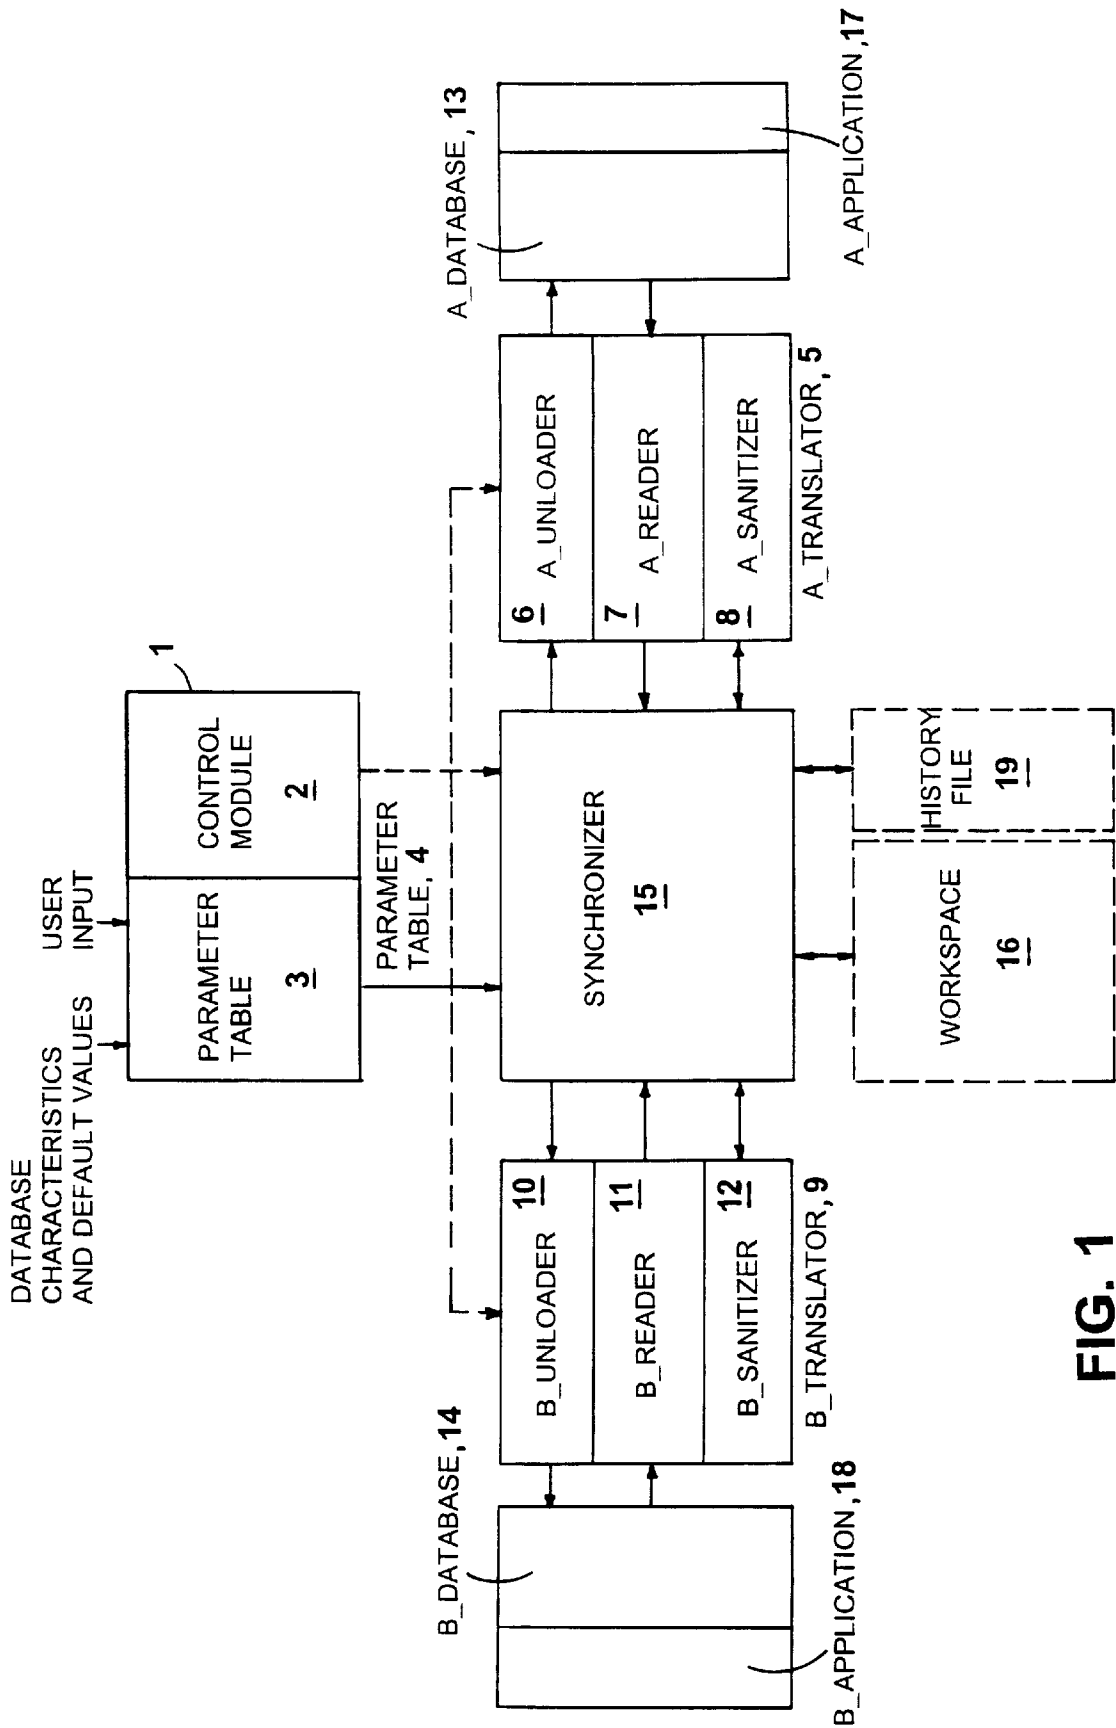 DATABASE
CHARACTERISTICS
AND DEFAULT VALUES
USER
INPUT
1
PARAMETER
TABLE
3
CONTROL
MODULE
2
PARAMETER
TABLE, 4
B_DATABASE, 14
A_DATABASE, 13
B_UNLOADER
10
B_READER
11
B_SANITIZER
12
B_TRANSLATOR, 9
SYNCHRONIZER
15
6
A_UNLOADER
7
A_READER
8
A_SANITIZER
A_TRANSLATOR, 5
B_APPLICATION, 18
A_APPLICATION, 17
WORKSPACE
16
HISTORY
FILE
19
FIG. 1